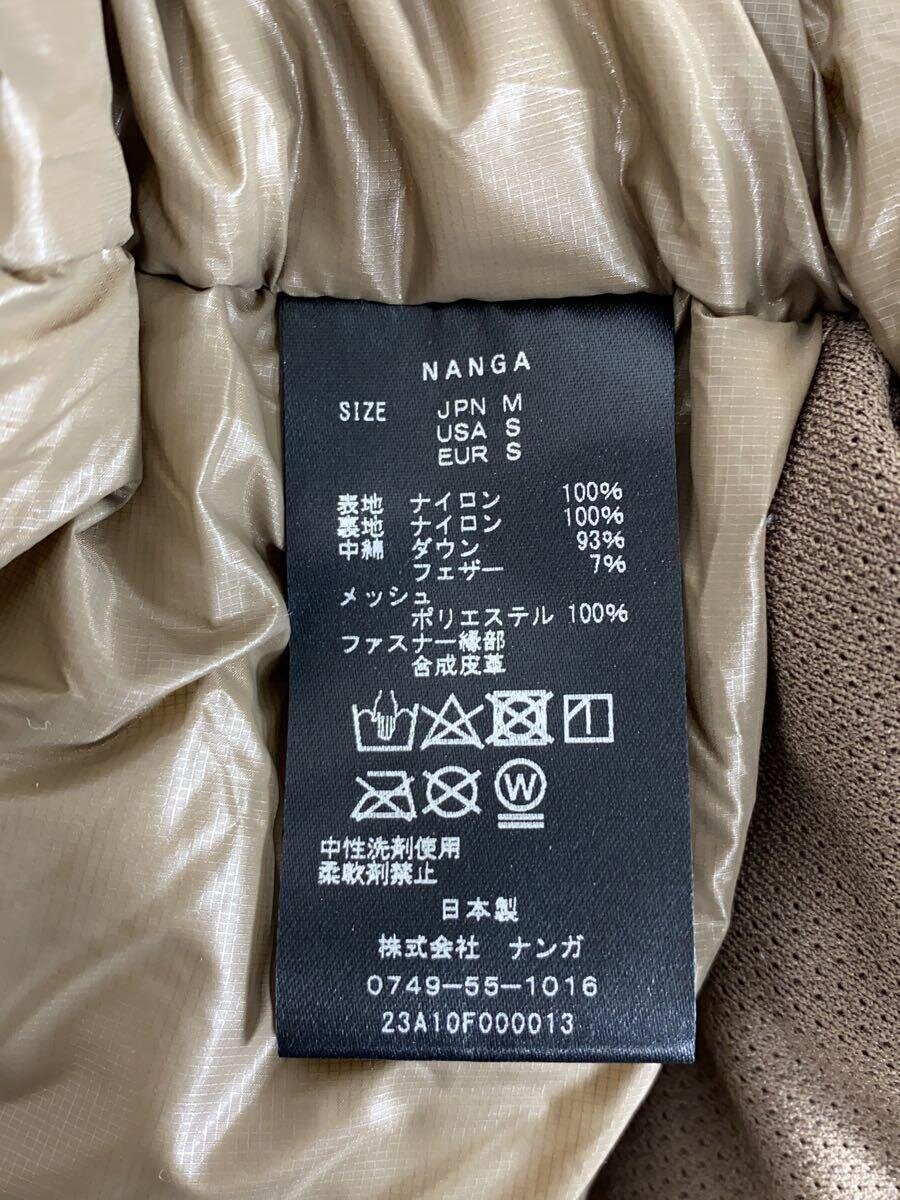 NANGA
SIZE JPN M
USA S
EUR S
表地 ナイロン 100%
裏地 ナイロン 100%
中綿 ダウン 93%
フェザー 7%
メッシュ
ポリエステル 100%
ファスナー縁部
合成皮革
1
W
中性洗剤使用
柔軟剤禁止
日本製
株式会社 ナンガ
0749-55-1016
23A10F000013